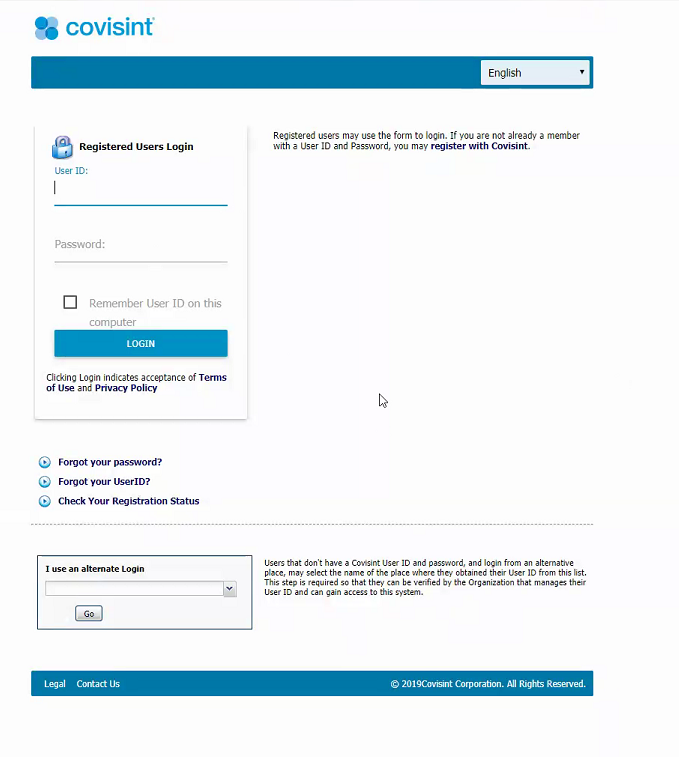 covisint
English
Registered Users Login
User ID:
Password:
Remember User ID on this
computer
LOGIN
Clicking Login indicates acceptance of Terms
of Use and Privacy Policy
Registered users may use the form to login. If you are not already a member
with a User ID and Password, you may register with Covisint.
Forgot your password?
Forgot your UserID?
Check Your Registration Status
I use an alternate Login
Go
Users that don't have a Covisint User ID and password, and login from an alternative
place, may select the name of the place where they obtained their User ID from this list.
This step is required so that they can be verified by the Organization that manages their
User ID and can gain access to this system.
Legal Contact Us
© 2019Covisint Corporation. All Rights Reserved.